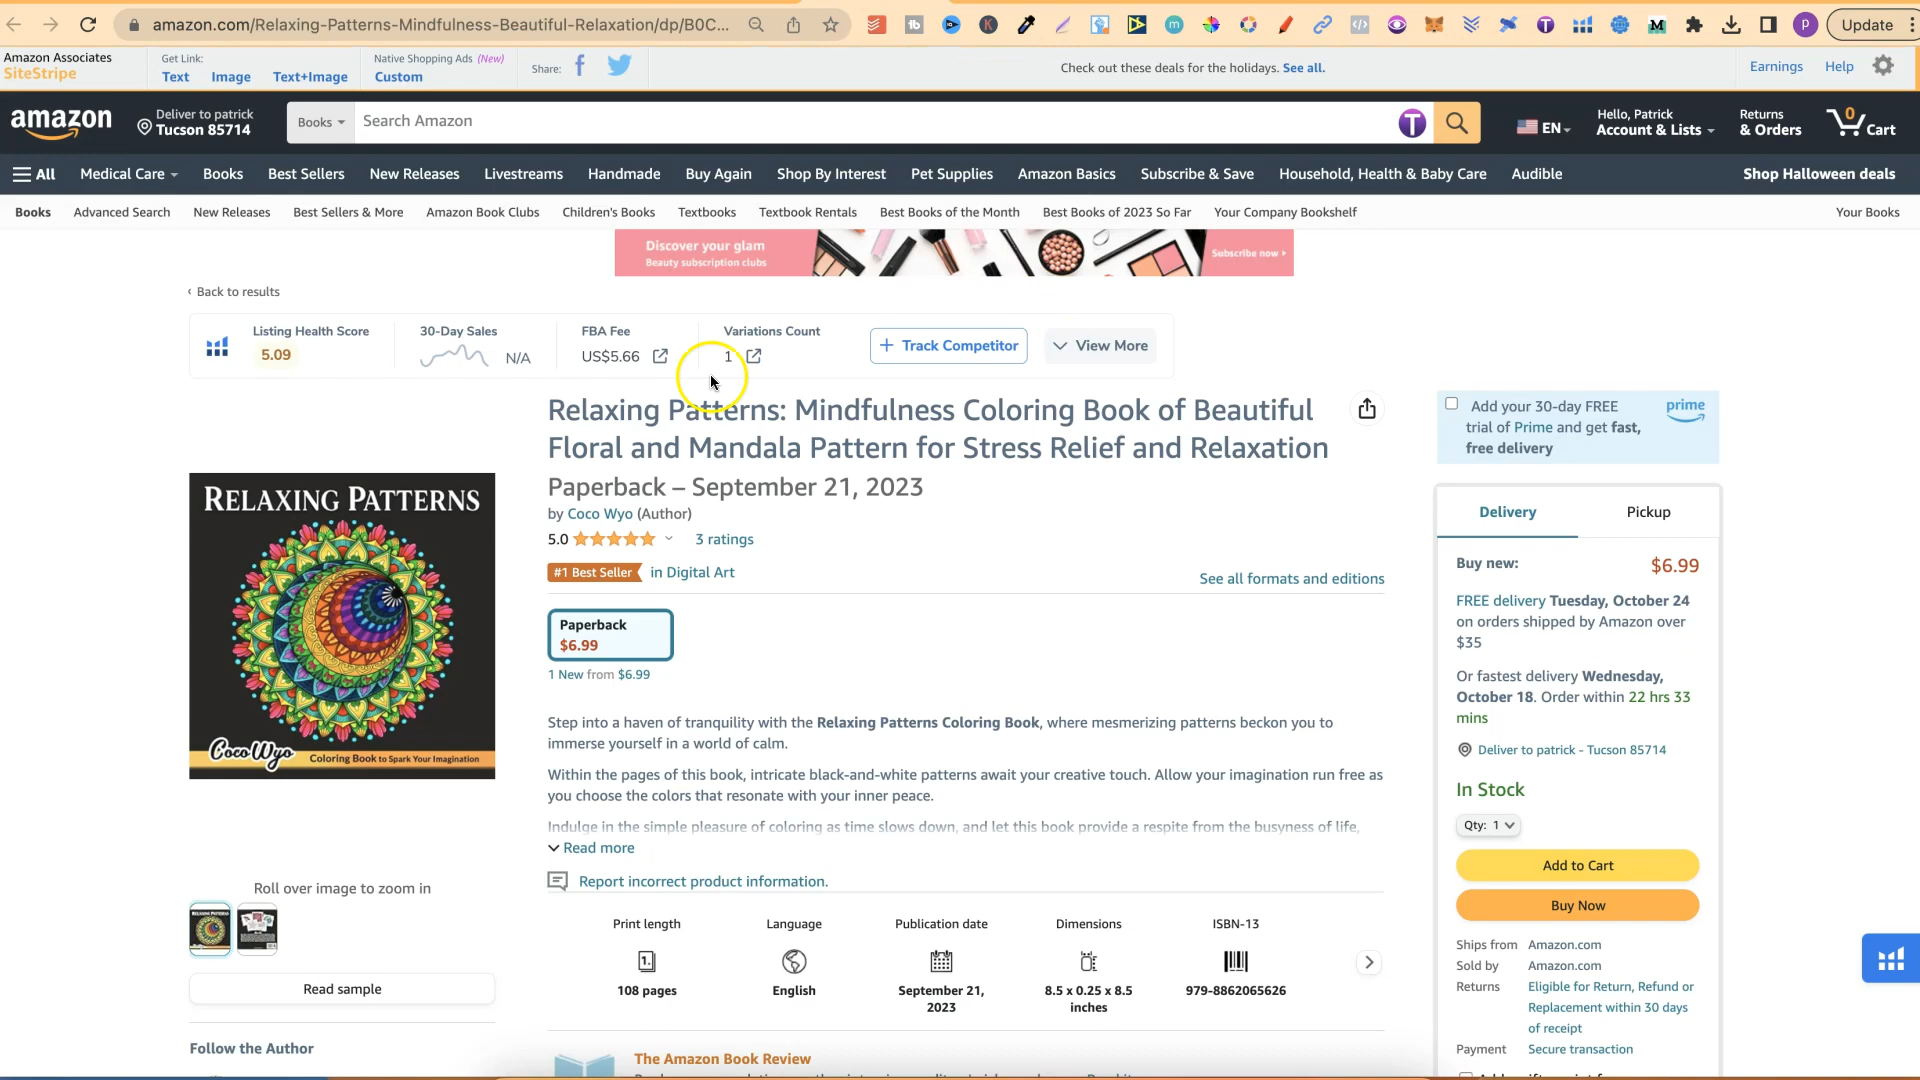 amazon.com/Relaxing-Patterns-Mindfulness-Beautiful-Relaxation/dp/B0C...
Update
Amazon Associates
SiteStripe
Get Link:
Text Image Text+Image
Native Shopping Ads (New)
Custom
Share:
Check out these deals for the holidays. See all.
Earnings Help
amazon
Deliver to patrick
Tucson 85714
Books
Search Amazon
EN
Hello, Patrick
Account & Lists
Returns
& Orders
0
Cart
All Medical Care Books Best Sellers New Releases Livestreams Handmade Buy Again Shop By Interest Pet Supplies Amazon Basics Subscribe & Save Household, Health & Baby Care Audible
Shop Halloween deals
Books Advanced Search New Releases Best Sellers & More Amazon Book Clubs Children's Books Textbooks Textbook Rentals Best Books of the Month Best Books of 2023 So Far Your Company Bookshelf Your Books
Discover your glam
Beauty subscription clubs
Subscribe now
‹ Back to results
Listing Health Score
5.09
30-Day Sales
N/A
FBA Fee
US$5.66
Variations Count
1
+ Track Competitor
View More
Relaxing Patterns: Mindfulness Coloring Book of Beautiful
Floral and Mandala Pattern for Stress Relief and Relaxation
Paperback – September 21, 2023
by Coco Wyo (Author)
5.0 3 ratings
#1 Best Seller in Digital Art
See all formats and editions
Paperback
$6.99
1 New from $6.99
Step into a haven of tranquility with the Relaxing Patterns Coloring Book, where mesmerizing patterns beckon you to
immerse yourself in a world of calm.
Within the pages of this book, intricate black-and-white patterns await your creative touch. Allow your imagination run free as
you choose the colors that resonate with your inner peace.
Indulge in the simple pleasure of coloring as time slows down, and let this book provide a respite from the busyness of life,
Read more
Report incorrect product information.
Print length
108 pages
Language
English
Publication date
September 21,
2023
Dimensions
8.5 x 0.25 x 8.5
inches
ISBN-13
979-8862065626
The Amazon Book Review
RELAXING PATTERNS
Coco Wyo
Coloring Book to Spark Your Imagination
Roll over image to zoom in
Read sample
Follow the Author
Add your 30-day FREE
trial of Prime and get fast,
free delivery
prime
Delivery
Pickup
Buy new: $6.99
FREE delivery Tuesday, October 24
on orders shipped by Amazon over
$35
Or fastest delivery Wednesday,
October 18. Order within 22 hrs 33
mins
Deliver to patrick - Tucson 85714
In Stock
Qty: 1
Add to Cart
Buy Now
Ships from Amazon.com
Sold by Amazon.com
Returns Eligible for Return, Refund or
Replacement within 30 days
of receipt
Payment Secure transaction